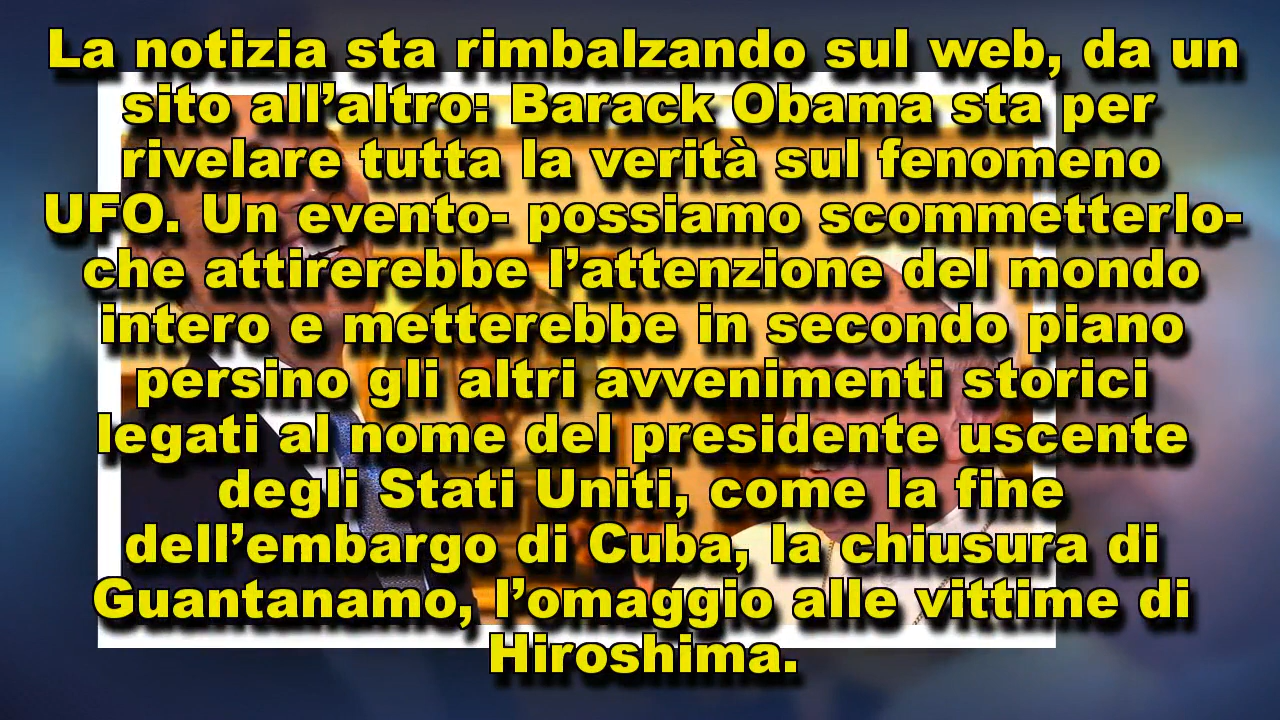 La notizia sta rimbalzando sul web, da un
sito all’altro: Barack Obama sta per
rivelare tutta la verità sul fenomeno
UFO. Un evento- possiamo scommetterlo-
che attirerebbe l’attenzione del mondo
intero e metterebbe in secondo piano
persino gli altri avvenimenti storici
legati al nome del presidente uscente
degli Stati Uniti, come la fine
dell’embargo di Cuba, la chiusura di
Guantanamo, l’omaggio alle vittime di
Hiroshima.